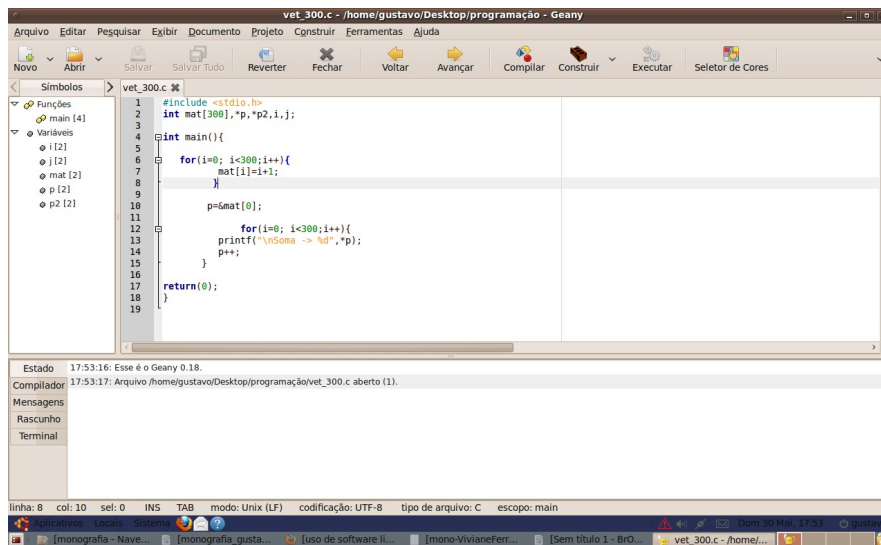 vet_300.c - /home/gustavo/Desktop/programação - Geany
Arquivo Editar Pesquisar Exibir Documento Projeto Construir Ferramentas Ajuda
Novo Abrir Salvar Salvar Tudo Reverter Fechar Voltar Avançar Compilar Construir Executar Seletor de Cores
Símbolos vet_300.c
Funções
main [4]
Variáveis
i [2]
j [2]
mat [2]
p [2]
p2 [2]
1 #include <stdio.h>
2 int mat[300],*p,*p2,i,j;
3
4 int main(){
5
6 for(i=0; i<300;i++){
7 mat[i]=i+1;
8 }
9
10 p=&mat[0];
11
12 for(i=0; i<300;i++){
13 printf("\nSoma -> %d",*p);
14 p++;
15 }
16
17 return(0);
18 }
19
Estado
Compilador
Mensagens
Rascunho
Terminal
17:53:16: Esse é o Geany 0.18.
17:53:17: Arquivo /home/gustavo/Desktop/programação/vet_300.c aberto (1).
linha: 8 col: 10 sel: 0 INS TAB modo: Unix (LF) codificação: UTF-8 tipo de arquivo: C escopo: main
Aplicativos Locais Sistema Dom 30 Mai, 17:53 gustav
[monografia - Nave... [monografia_gusta... [uso de software li... [mono-VivianeFerr... [Sem título 1 - BrO... vet_300.c - /home/...